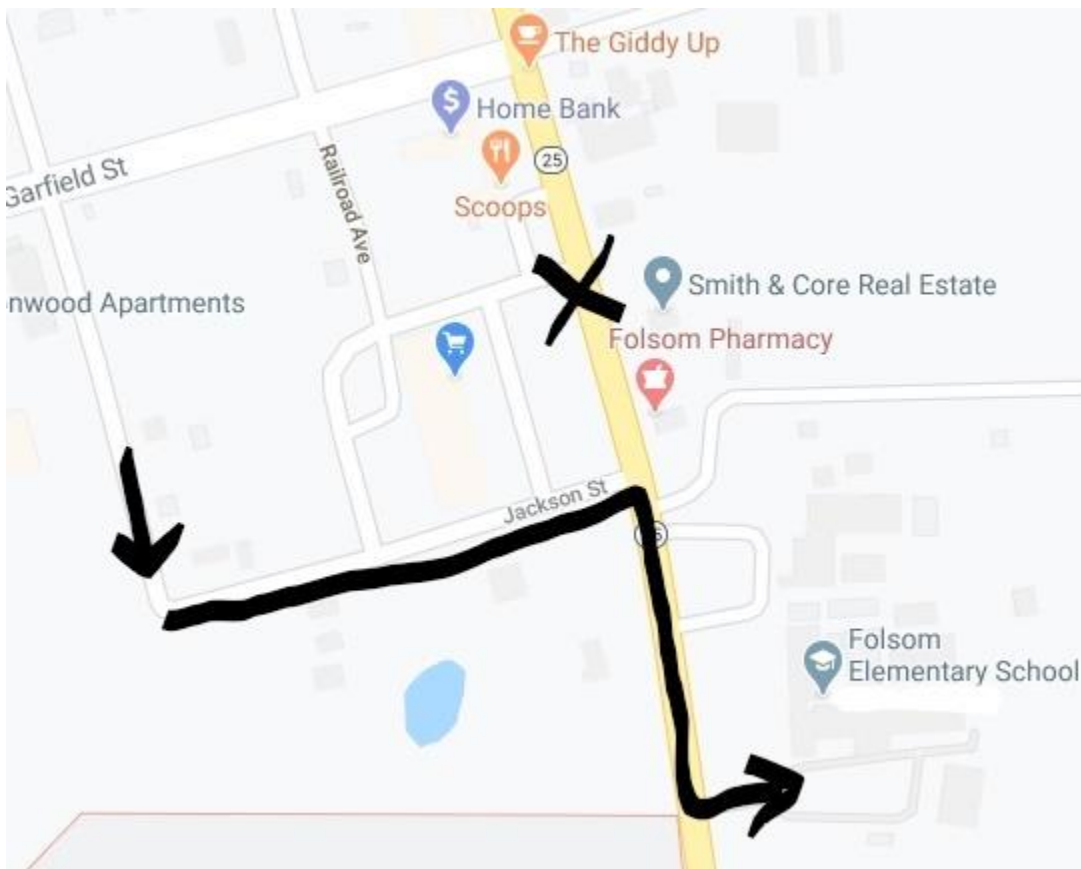 The Giddy Up
Home Bank
25
Garfield St
Railroad Ave
Scoops
Smith & Core Real Estate
nwood Apartments
Folsom Pharmacy
Jackson St
Folsom
Elementary School